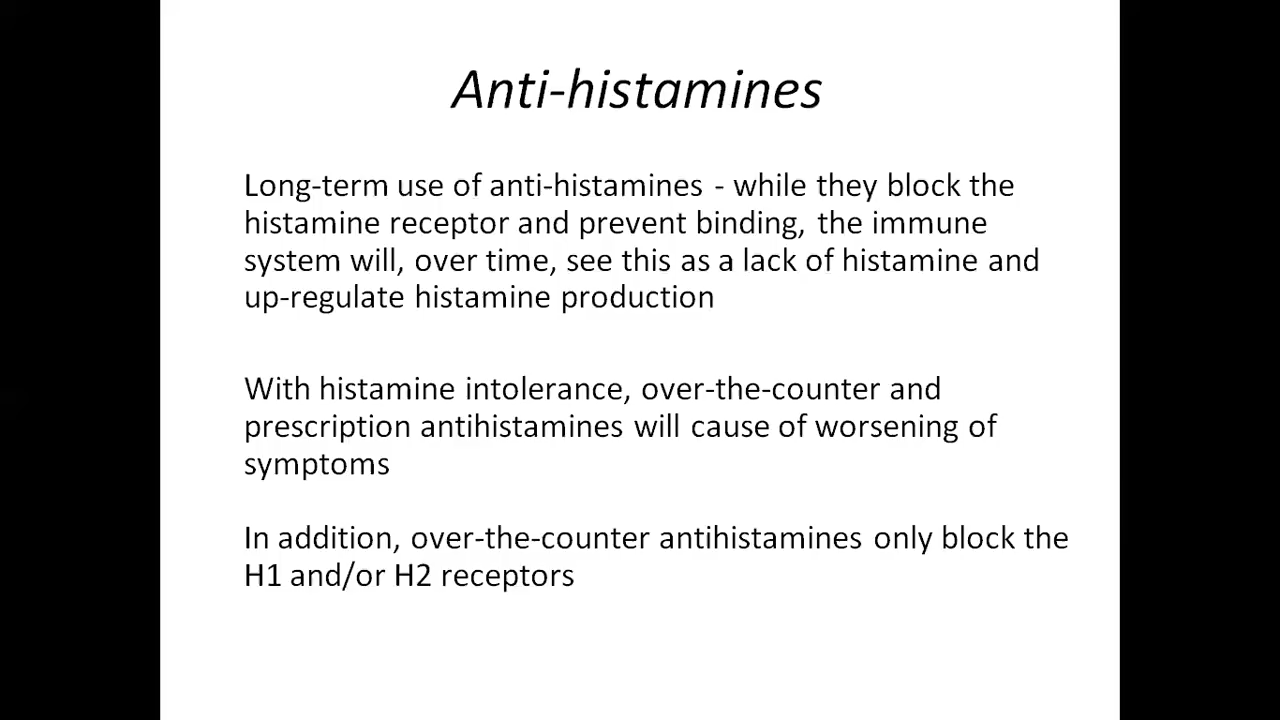 Anti-histamines
Long-term use of anti-histamines - while they block the
histamine receptor and prevent binding, the immune
system will, over time, see this as a lack of histamine and
up-regulate histamine production
With histamine intolerance, over-the-counter and
prescription antihistamines will cause of worsening of
symptoms
In addition, over-the-counter antihistamines only block the
H1 and/or H2 receptors